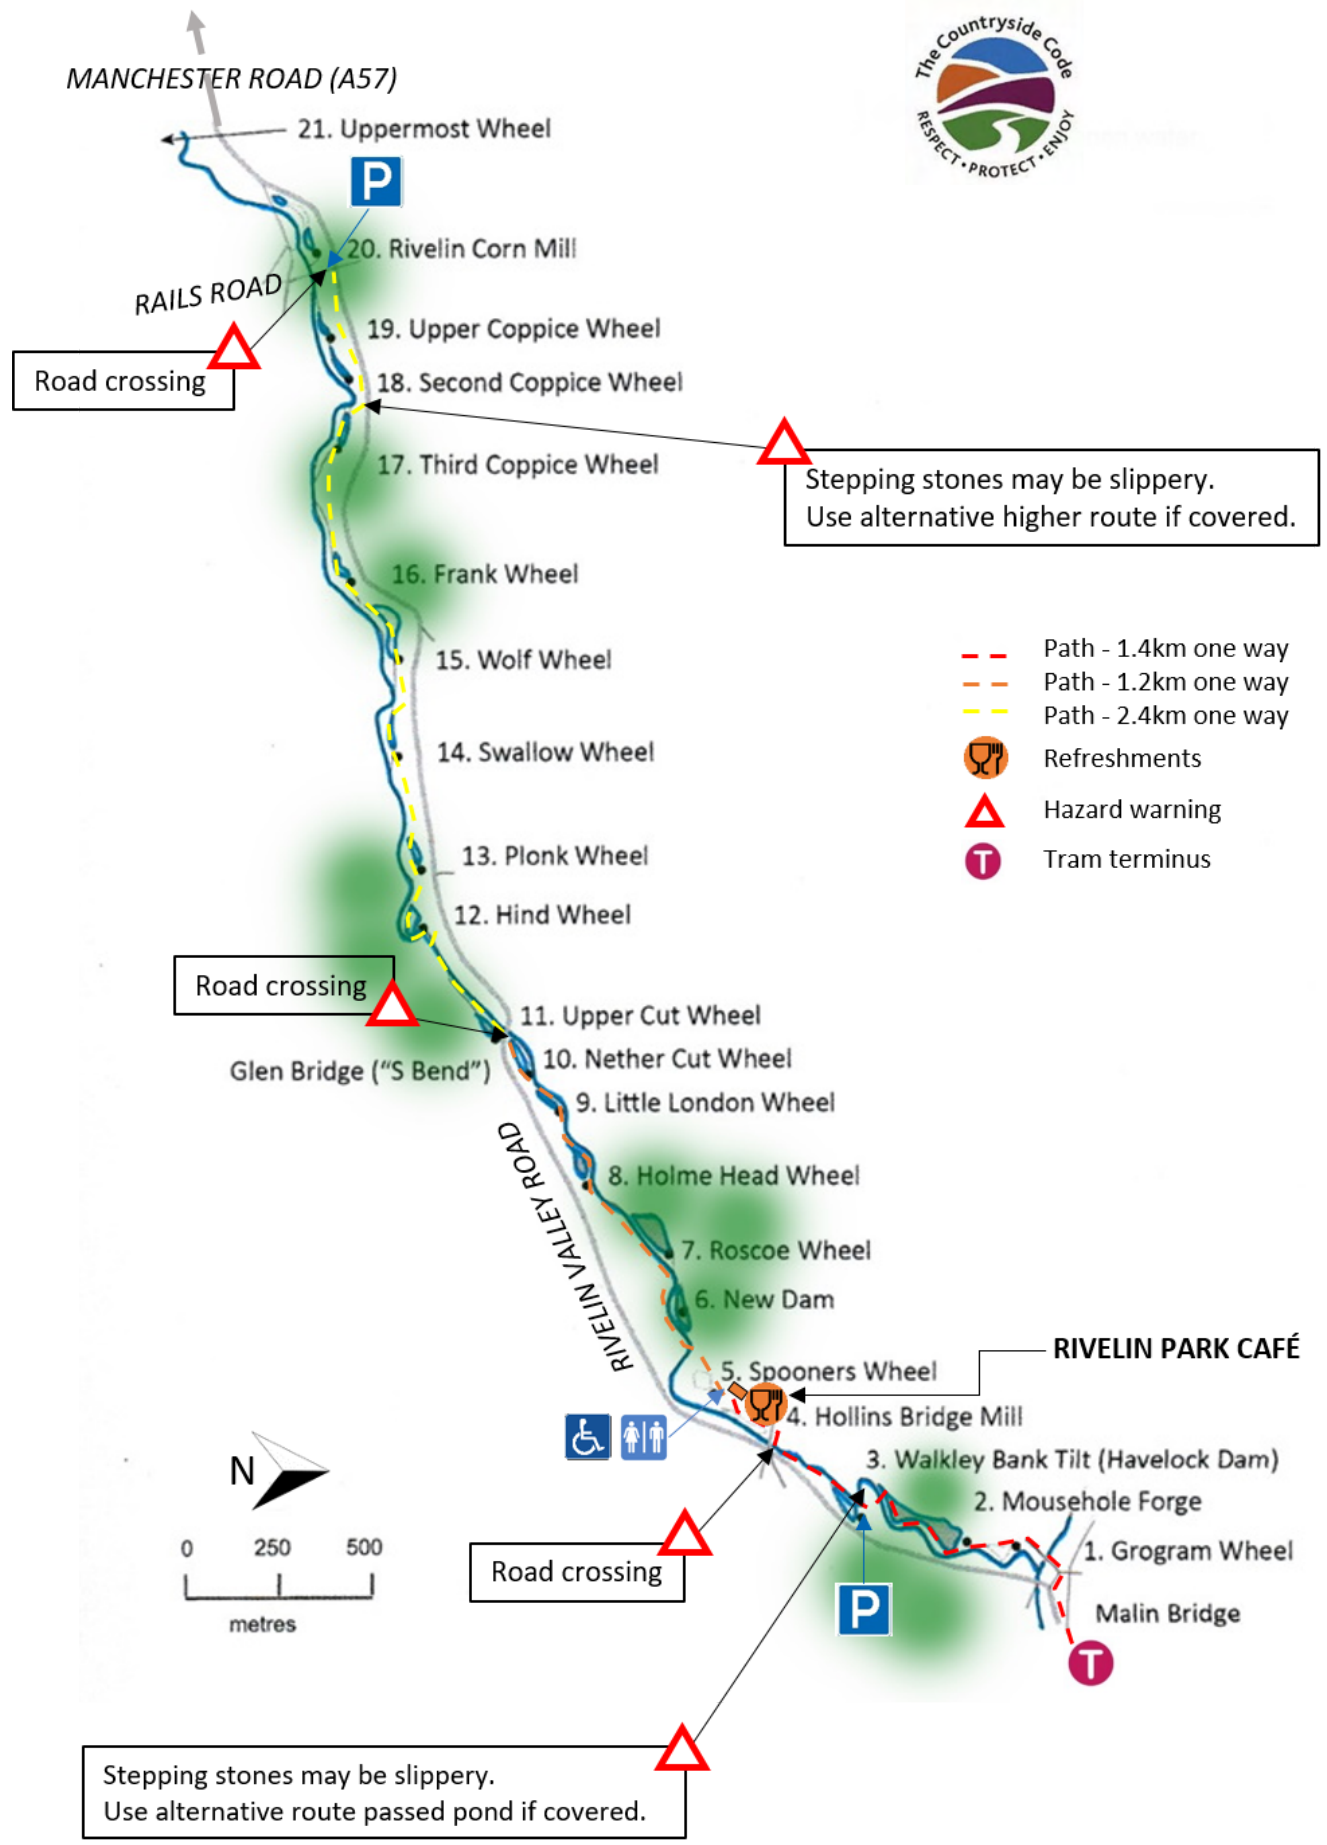 The Countryside Code
RESPECT • PROTECT • ENJOY
MANCHESTER ROAD (A57)
21. Uppermost Wheel
P
20. Rivelin Corn Mill
RAILS ROAD
19. Upper Coppice Wheel
Road crossing
18. Second Coppice Wheel
17. Third Coppice Wheel
Stepping stones may be slippery.
Use alternative higher route if covered.
16. Frank Wheel
15. Wolf Wheel
Path - 1.4km one way
Path - 1.2km one way
Path - 2.4km one way
Refreshments
Hazard warning
T Tram terminus
14. Swallow Wheel
13. Plonk Wheel
12. Hind Wheel
Road crossing
11. Upper Cut Wheel
Glen Bridge (“S Bend”)
10. Nether Cut Wheel
9. Little London Wheel
RIVELIN VALLEY ROAD
8. Holme Head Wheel
7. Roscoe Wheel
6. New Dam
RIVELIN PARK CAFÉ
5. Spooners Wheel
4. Hollins Bridge Mill
3. Walkley Bank Tilt (Havelock Dam)
2. Mousehole Forge
1. Grogram Wheel
N
0 250 500
metres
Road crossing
P
Malin Bridge
T
Stepping stones may be slippery.
Use alternative route passed pond if covered.